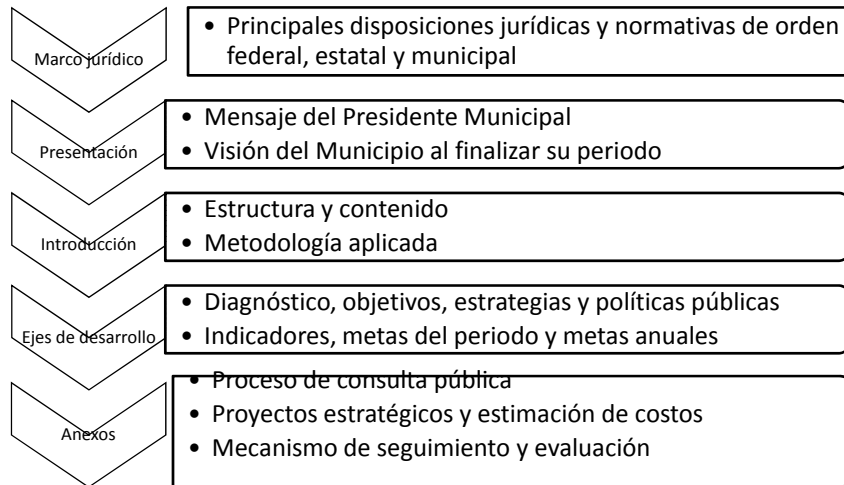 Marco jurídico
• Principales disposiciones jurídicas y normativas de orden
federal, estatal y municipal
Presentación
• Mensaje del Presidente Municipal
• Visión del Municipio al finalizar su periodo
Introducción
• Estructura y contenido
• Metodología aplicada
Ejes de desarrollo
• Diagnóstico, objetivos, estrategias y políticas públicas
• Indicadores, metas del periodo y metas anuales
Anexos
• Proceso de consulta pública
• Proyectos estratégicos y estimación de costos
• Mecanismo de seguimiento y evaluación